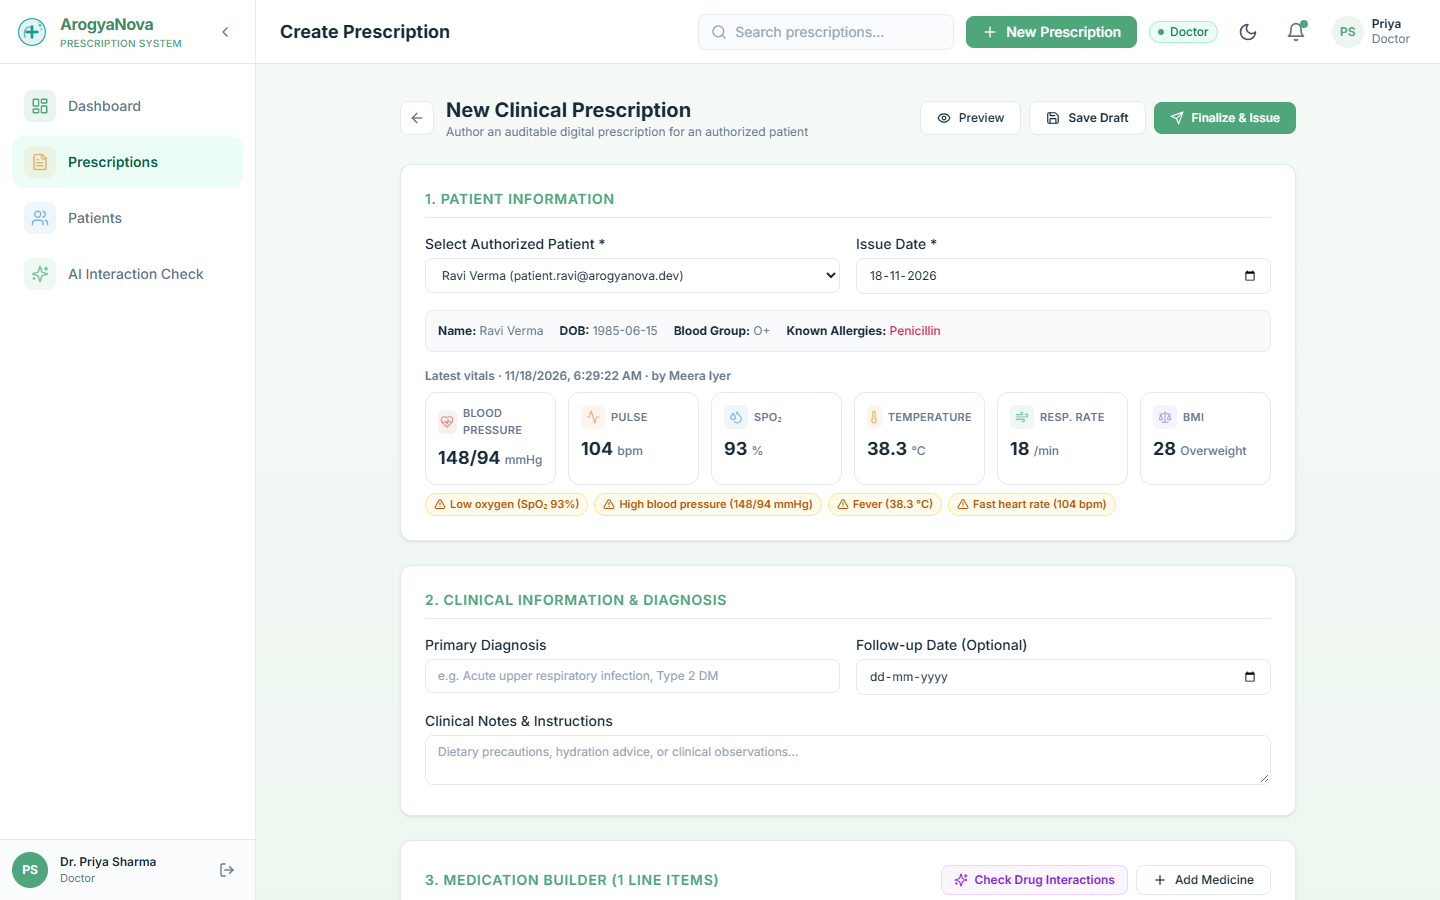 ArogyaNova
PRESCRIPTION SYSTEM
Create Prescription
Search prescriptions...
New Prescription
Doctor
PS
Priya
Doctor
Dashboard
Prescriptions
Patients
AI Interaction Check
New Clinical Prescription
Author an auditable digital prescription for an authorized patient
Preview
Save Draft
Finalize & Issue
1. PATIENT INFORMATION
Select Authorized Patient *
Issue Date *
Ravi Verma (patient.ravi@arogyanova.dev)
18-11-2026
Name: Ravi Verma DOB: 1985-06-15 Blood Group: O+ Known Allergies: Penicillin
Latest vitals · 11/18/2026, 6:29:22 AM · by Meera Iyer
BLOOD PRESSURE
148/94 mmHg
PULSE
104 bpm
SPO₂
93 %
TEMPERATURE
38.3 °C
RESP. RATE
18 /min
BMI
28 Overweight
Low oxygen (SpO₂ 93%)
High blood pressure (148/94 mmHg)
Fever (38.3 °C)
Fast heart rate (104 bpm)
2. CLINICAL INFORMATION & DIAGNOSIS
Primary Diagnosis
Follow-up Date (Optional)
e.g. Acute upper respiratory infection, Type 2 DM
dd-mm-yyyy
Clinical Notes & Instructions
Dietary precautions, hydration advice, or clinical observations...
3. MEDICATION BUILDER (1 LINE ITEMS)
Check Drug Interactions
Add Medicine
PS
Dr. Priya Sharma
Doctor